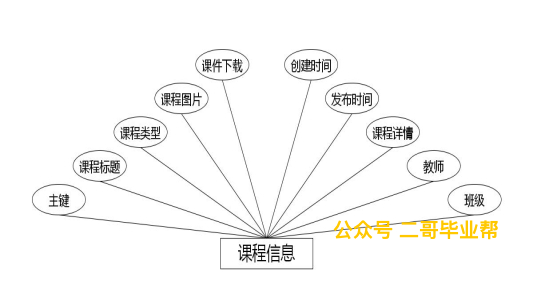 课件下载 创建时间
课程图片 发布时间
课程类型 课程详情
课程标题 教师
主键 班级
公众号 二哥毕业帮
课程信息